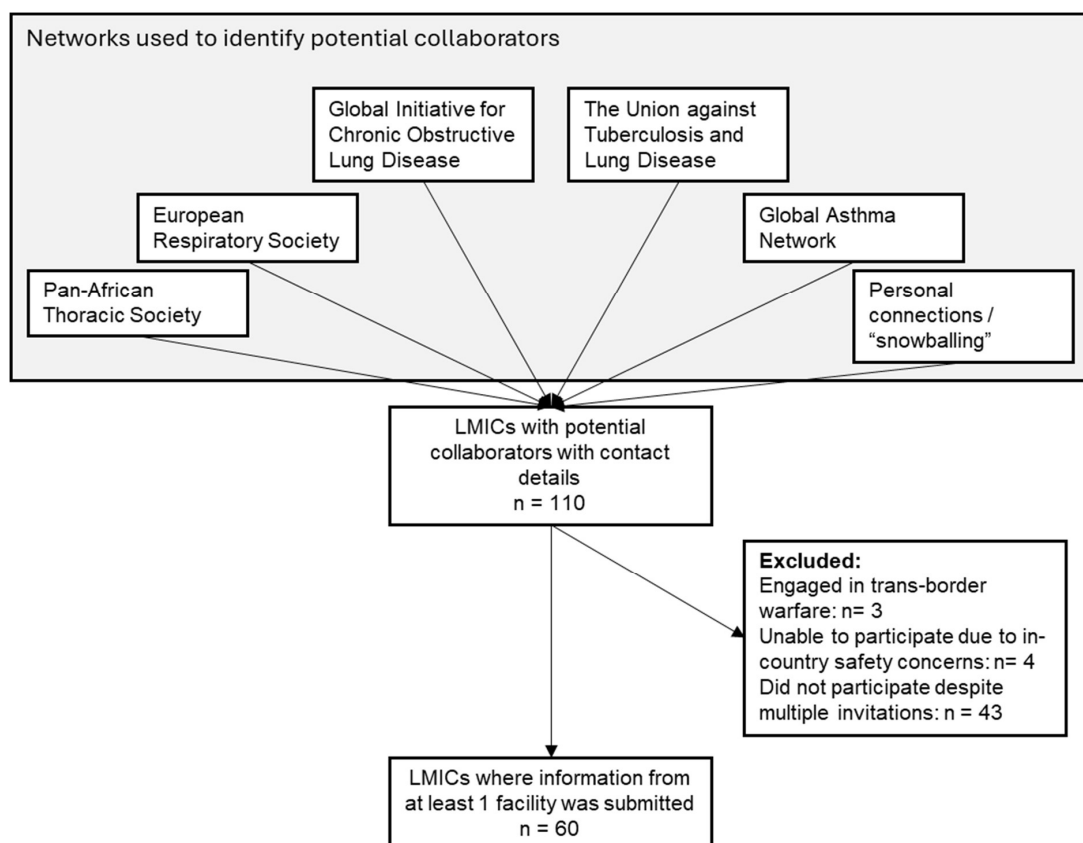 Networks used to identify potential collaborators
Global Initiative for
Chronic Obstructive
Lung Disease
The Union against
Tuberculosis and
Lung Disease
European
Respiratory Society
Global Asthma
Network
Pan-African
Thoracic Society
Personal
connections /
“snowballing”
LMICs with potential
collaborators with contact
details
n = 110
Excluded:
Engaged in trans-border
warfare: n= 3
Unable to participate due to in-
country safety concerns: n= 4
Did not participate despite
multiple invitations: n = 43
LMICs where information from
at least 1 facility was submitted
n = 60